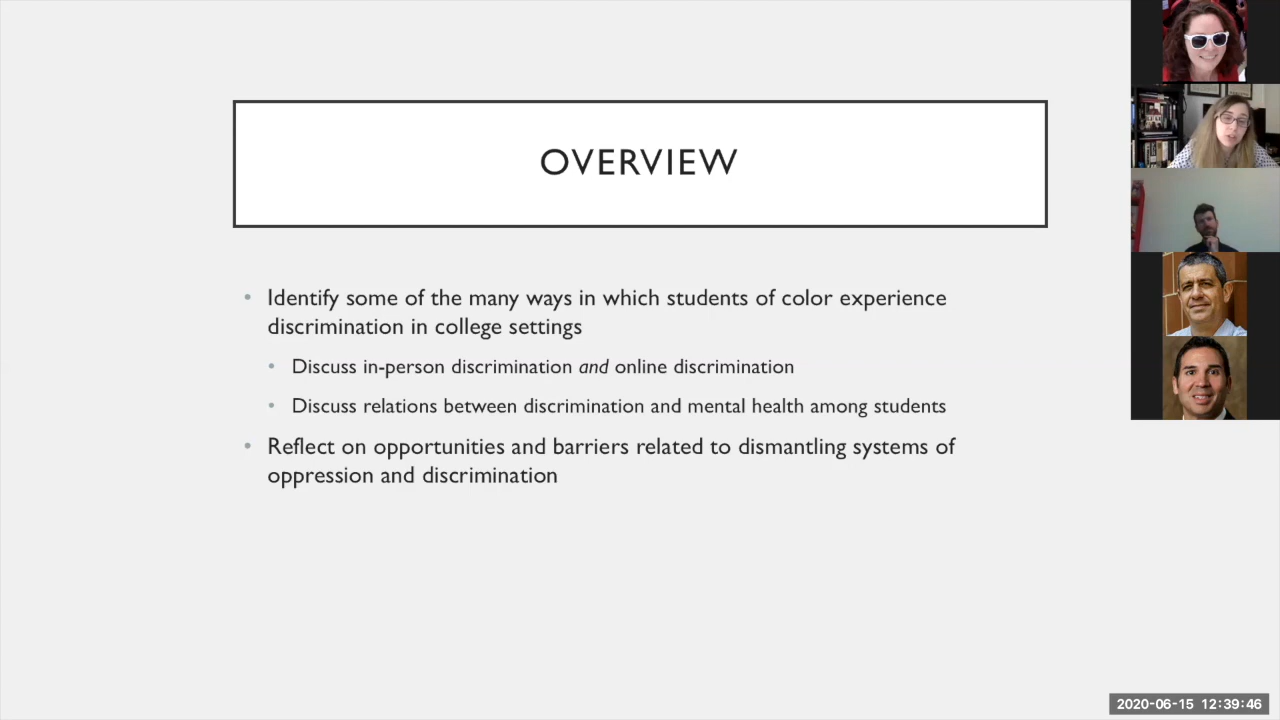 OVERVIEW
• Identify some of the many ways in which students of color experience
discrimination in college settings
• Discuss in-person discrimination and online discrimination
• Discuss relations between discrimination and mental health among students
• Reflect on opportunities and barriers related to dismantling systems of
oppression and discrimination
2020-06-15 12:39:46